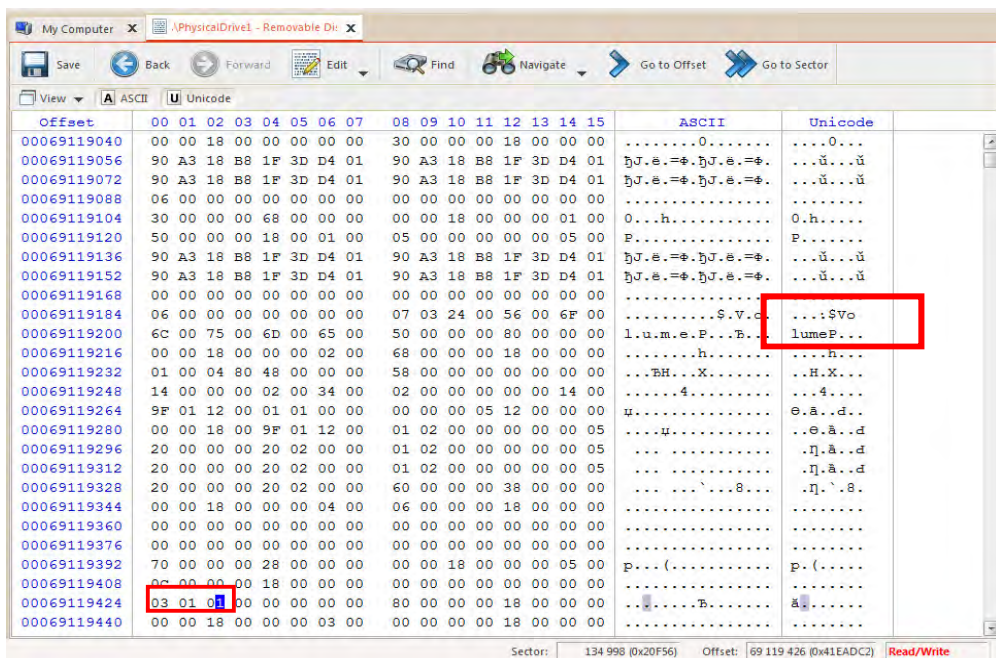 My Computer X .\PhysicalDrive1 - Removable Di: X
Save Back Forward Edit Find Navigate Go to Offset Go to Sector
View A ASCII U Unicode
Offset 00 01 02 03 04 05 06 07 08 09 10 11 12 13 14 15 ASCII Unicode
00069119040 00 00 18 00 00 00 00 00 30 00 00 00 18 00 00 00 ........0....... ....0...
00069119056 90 A3 18 B8 1F 3D D4 01 90 A3 18 B8 1F 3D D4 01 ђЈ.ё.=Ф.ђЈ.ё.=Ф. ...ǔ...ǔ
00069119072 90 A3 18 B8 1F 3D D4 01 90 A3 18 B8 1F 3D D4 01 ђЈ.ё.=Ф.ђЈ.ё.=Ф. ...ǔ...ǔ
00069119088 06 00 00 00 00 00 00 00 00 00 00 00 00 00 00 00 ................ ........
00069119104 30 00 00 00 68 00 00 00 00 00 18 00 00 00 01 00 0...h........... 0.h.....
00069119120 50 00 00 00 18 00 01 00 05 00 00 00 00 00 05 00 P............... P.......
00069119136 90 A3 18 B8 1F 3D D4 01 90 A3 18 B8 1F 3D D4 01 ђЈ.ё.=Ф.ђЈ.ё.=Ф. ...ǔ...ǔ
00069119152 90 A3 18 B8 1F 3D D4 01 90 A3 18 B8 1F 3D D4 01 ђЈ.ё.=Ф.ђЈ.ё.=Ф. ...ǔ...ǔ
00069119168 00 00 00 00 00 00 00 00 00 00 00 00 00 00 00 00 ................ ........
00069119184 06 00 00 00 00 00 00 00 07 03 24 00 56 00 6F 00 ..........$.V.o. ...:$Vo
00069119200 6C 00 75 00 6D 00 65 00 50 00 00 00 80 00 00 00 l.u.m.e.P...Ђ... lumeP...
00069119216 00 00 18 00 00 00 02 00 68 00 00 00 18 00 00 00 ........h....... ....h...
00069119232 01 00 04 80 48 00 00 00 58 00 00 00 00 00 00 00 ...ЂH...X....... ..H.X...
00069119248 14 00 00 00 02 00 34 00 02 00 00 00 00 00 14 00 ......4......... ...4....
00069119264 9F 01 12 00 01 01 00 00 00 00 00 05 12 00 00 00 џ............... Ɵ.ā..d..
00069119280 00 00 18 00 9F 01 12 00 01 02 00 00 00 00 00 05 ....џ........... ..Ɵ.ȁ..d
00069119296 20 00 00 00 20 02 00 00 01 02 00 00 00 00 00 05 ... ............ .Ƞ.ȁ..d
00069119312 20 00 00 00 20 02 00 00 01 02 00 00 00 00 00 05 ... ............ .Ƞ.ȁ..d
00069119328 20 00 00 00 20 02 00 00 60 00 00 00 38 00 00 00 ... ...`...8... .Ƞ.`.8.
00069119344 00 00 18 00 00 00 04 00 06 00 00 00 18 00 00 00 ................ ........
00069119360 00 00 00 00 00 00 00 00 00 00 00 00 00 00 00 00 ................ ........
00069119376 00 00 00 00 00 00 00 00 00 00 00 00 00 00 00 00 ................ ........
00069119392 70 00 00 00 28 00 00 00 00 00 18 00 00 00 05 00 p...(........... p.(.....
00069119408 0C 00 00 00 18 00 00 00 00 00 00 00 00 00 00 00 ................ ........
00069119424 03 01 01 00 00 00 00 00 80 00 00 00 18 00 00 00 ........Ђ....... ă.......
00069119440 00 00 18 00 00 00 03 00 00 00 00 00 18 00 00 00 ................ ........
Sector: 134 998 (0x20F56) Offset: 69 119 426 (0x41EADC2) Read/Write